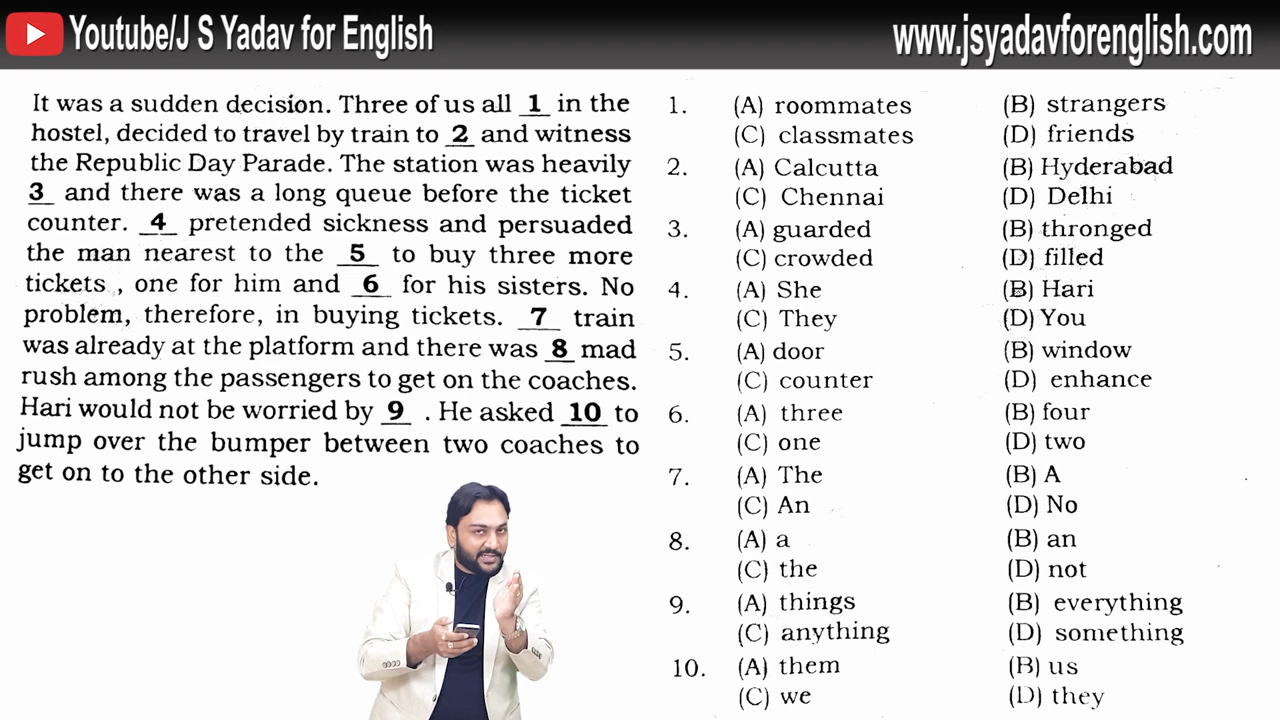 Youtube/J S Yadav for English
www.jsyadavforenglish.com
It was a sudden decision. Three of us all 1 in the
hostel, decided to travel by train to 2 and witness
the Republic Day Parade. The station was heavily
3 and there was a long queue before the ticket
counter. 4 pretended sickness and persuaded
the man nearest to the 5 to buy three more
tickets , one for him and 6 for his sisters. No
problem, therefore, in buying tickets. 7 train
was already at the platform and there was 8 mad
rush among the passengers to get on the coaches.
Hari would not be worried by 9 . He asked 10 to
jump over the bumper between two coaches to
get on to the other side.
1. (A) roommates (B) strangers
(C) classmates (D) friends
2. (A) Calcutta (B) Hyderabad
(C) Chennai (D) Delhi
3. (A) guarded (B) thronged
(C) crowded (D) filled
4. (A) She (B) Hari
(C) They (D) You
5. (A) door (B) window
(C) counter (D) enhance
6. (A) three (B) four
(C) one (D) two
7. (A) The (B) A
(C) An (D) No
8. (A) a (B) an
(C) the (D) not
9. (A) things (B) everything
(C) anything (D) something
10. (A) them (B) us
(C) we (D) they